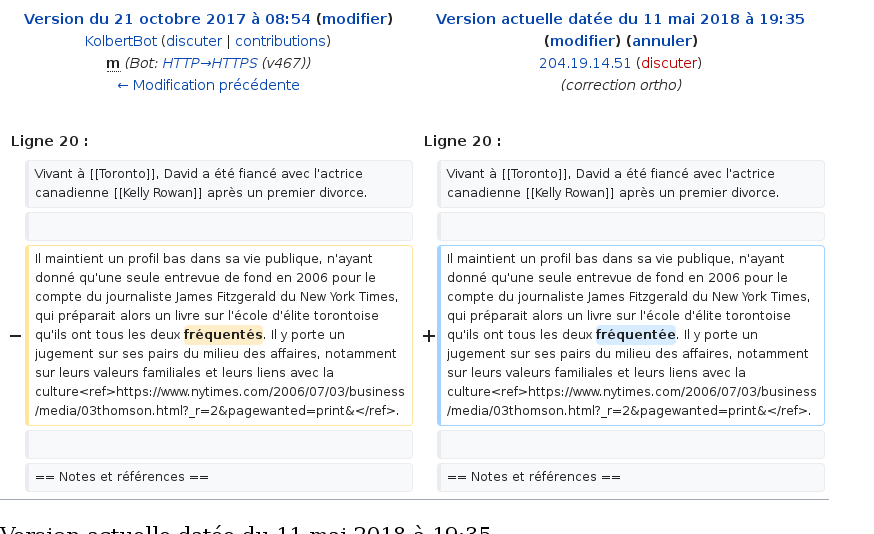 Version du 21 octobre 2017 à 08:54 (modifier)
KolbertBot (discuter | contributions)
m (Bot: HTTP→HTTPS (v467))
← Modification précédente
Version actuelle datée du 11 mai 2018 à 19:35
(modifier) (annuler)
204.19.14.51 (discuter)
(correction ortho)
Ligne 20 :
Ligne 20 :
Vivant à [[Toronto]], David a été fiancé avec l'actrice
canadienne [[Kelly Rowan]] après un premier divorce.
Vivant à [[Toronto]], David a été fiancé avec l'actrice
canadienne [[Kelly Rowan]] après un premier divorce.
−
Il maintient un profil bas dans sa vie publique, n'ayant
donné qu'une seule entrevue de fond en 2006 pour le
compte du journaliste James Fitzgerald du New York Times,
qui préparait alors un livre sur l'école d'élite torontoise
qu'ils ont tous les deux fréquentés. Il y porte un
jugement sur ses pairs du milieu des affaires, notamment
sur leurs valeurs familiales et leurs liens avec la
culture<ref>https://www.nytimes.com/2006/07/03/business
/media/03thomson.html?_r=2&pagewanted=print&</ref>.
+
Il maintient un profil bas dans sa vie publique, n'ayant
donné qu'une seule entrevue de fond en 2006 pour le
compte du journaliste James Fitzgerald du New York Times,
qui préparait alors un livre sur l'école d'élite torontoise
qu'ils ont tous les deux fréquentée. Il y porte un
jugement sur ses pairs du milieu des affaires, notamment
sur leurs valeurs familiales et leurs liens avec la
culture<ref>https://www.nytimes.com/2006/07/03/business
/media/03thomson.html?_r=2&pagewanted=print&</ref>.
== Notes et références ==
== Notes et références ==
Version actuelle datée du 11 mai 2018 à 19:35